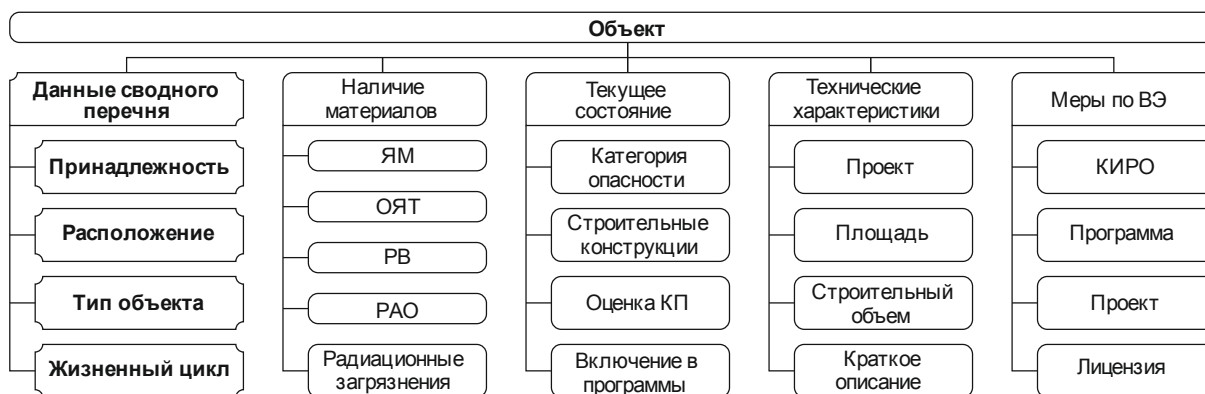 Объект
Данные сводного
перечня
Принадлежность
Расположение
Тип объекта
Жизненный цикл
Наличие
материалов
ЯМ
ОЯТ
РВ
РАО
Радиационные
загрязнения
Текущее
состояние
Категория
опасности
Строительные
конструкции
Оценка КП
Включение в
программы
Технические
характеристики
Проект
Площадь
Строительный
объем
Краткое
описание
Меры по ВЭ
КИРО
Программа
Проект
Лицензия